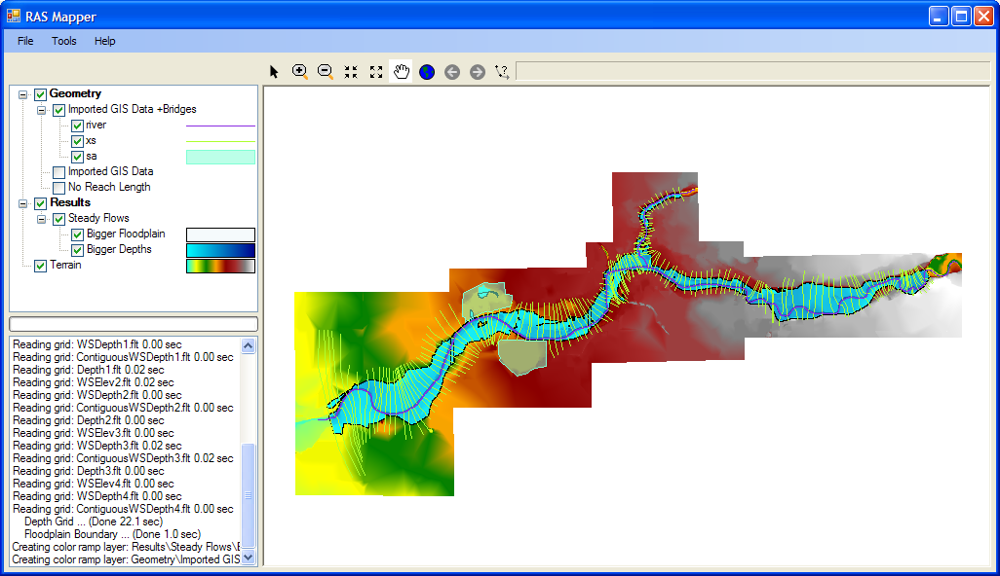 RAS Mapper
File Tools Help
Geometry
Imported GIS Data +Bridges
river
xs
sa
Imported GIS Data
No Reach Length
Results
Steady Flows
Bigger Floodplain
Bigger Depths
Terrain
Reading grid: WSDepth1.flt 0.00 sec
Reading grid: ContiguousWSDepth1.flt 0.00 sec
Reading grid: Depth1.flt 0.02 sec
Reading grid: WSElev2.flt 0.02 sec
Reading grid: WSDepth2.flt 0.00 sec
Reading grid: ContiguousWSDepth2.flt 0.00 sec
Reading grid: Depth2.flt 0.00 sec
Reading grid: WSElev3.flt 0.00 sec
Reading grid: WSDepth3.flt 0.02 sec
Reading grid: ContiguousWSDepth3.flt 0.02 sec
Reading grid: Depth3.flt 0.00 sec
Reading grid: WSElev4.flt 0.00 sec
Reading grid: WSDepth4.flt 0.00 sec
Reading grid: ContiguousWSDepth4.flt 0.00 sec
Depth Grid ... (Done 22.1 sec)
Floodplain Boundary ... (Done 1.0 sec)
Creating color ramp layer: Results\Steady Flows\E
Creating color ramp layer: Geometry\Imported GIS